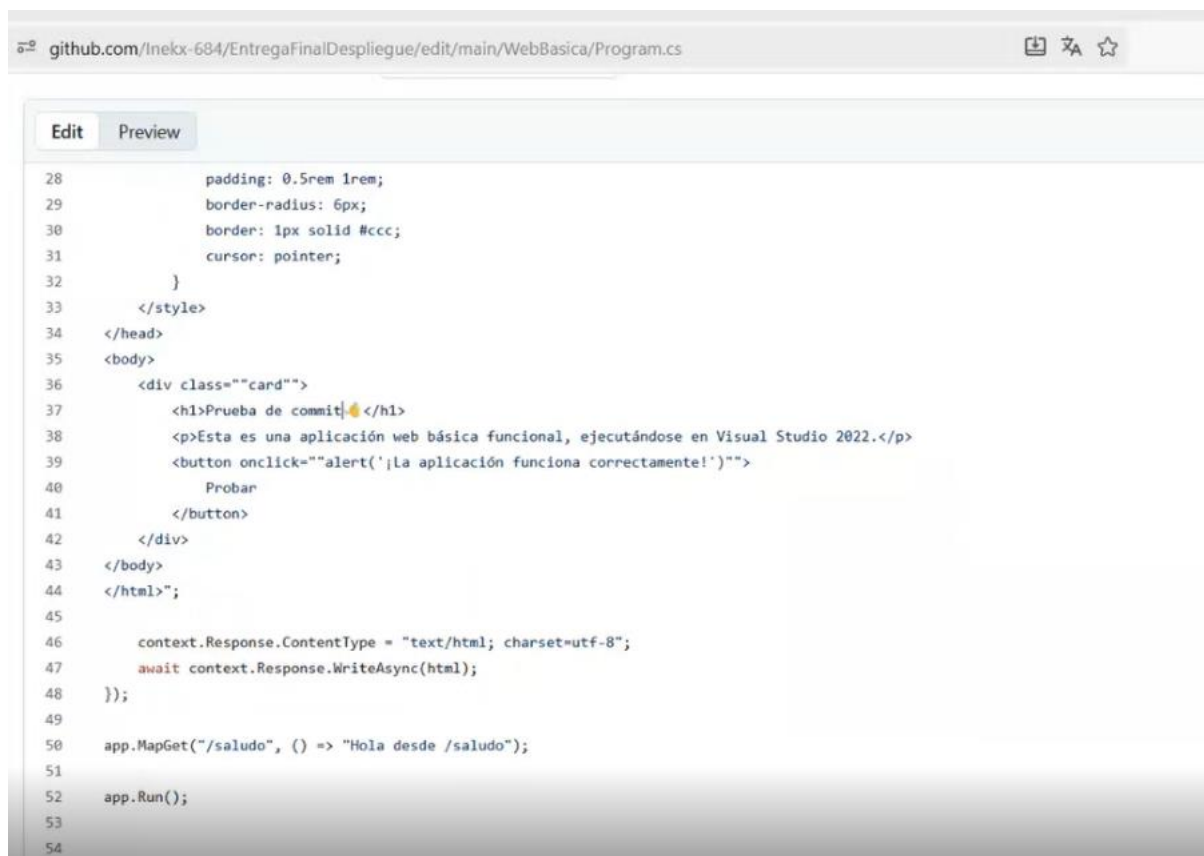 github.com/Inekx-684/EntregaFinalDespliegue/edit/main/WebBasica/Program.cs
Edit Preview
28 padding: 0.5rem 1rem;
29 border-radius: 6px;
30 border: 1px solid #ccc;
31 cursor: pointer;
32 }
33 </style>
34 </head>
35 <body>
36 <div class=""card"">
37 <h1>Prueba de commit👋</h1>
38 <p>Esta es una aplicación web básica funcional, ejecutándose en Visual Studio 2022.</p>
39 <button onclick=""alert('¡La aplicación funciona correctamente!')"">
40 Probar
41 </button>
42 </div>
43 </body>
44 </html>";
45
46 context.Response.ContentType = "text/html; charset=utf-8";
47 await context.Response.WriteAsync(html);
48 });
49
50 app.MapGet("/saludo", () => "Hola desde /saludo");
51
52 app.Run();
53
54